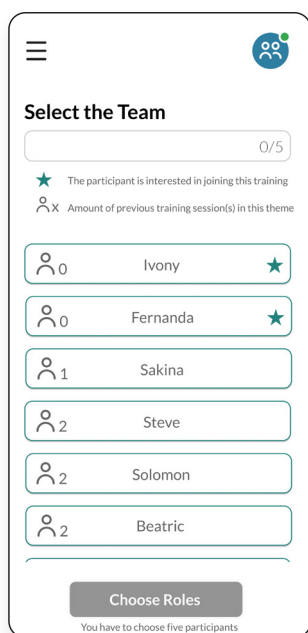 Select the Team
0/5
★ The participant is interested in joining this training
x Amount of previous training session(s) in this theme
0 Ivony ★
0 Fernanda ★
1 Sakina
2 Steve
2 Solomon
2 Beatric
Choose Roles
You have to choose five participants